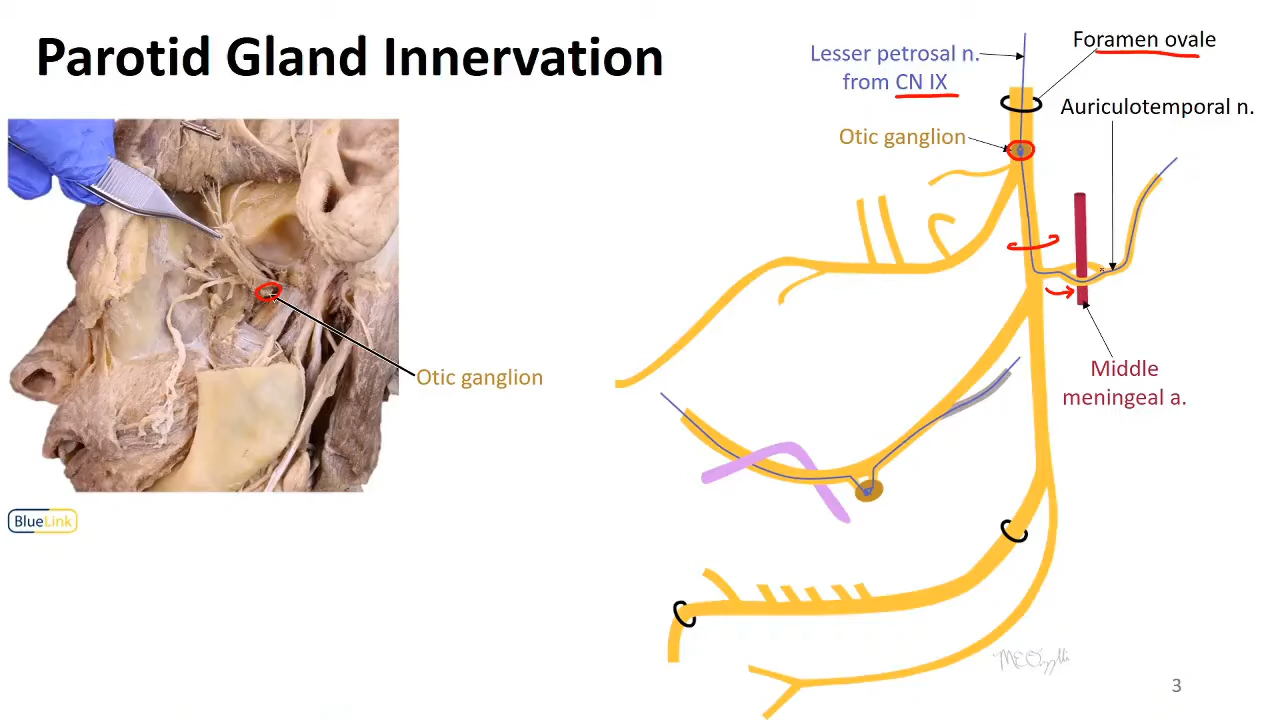 Parotid Gland Innervation
Lesser petrosal n.
from CN IX
Foramen ovale
Auriculotemporal n.
Otic ganglion
Otic ganglion
Middle
meningeal a.
BlueLink
3